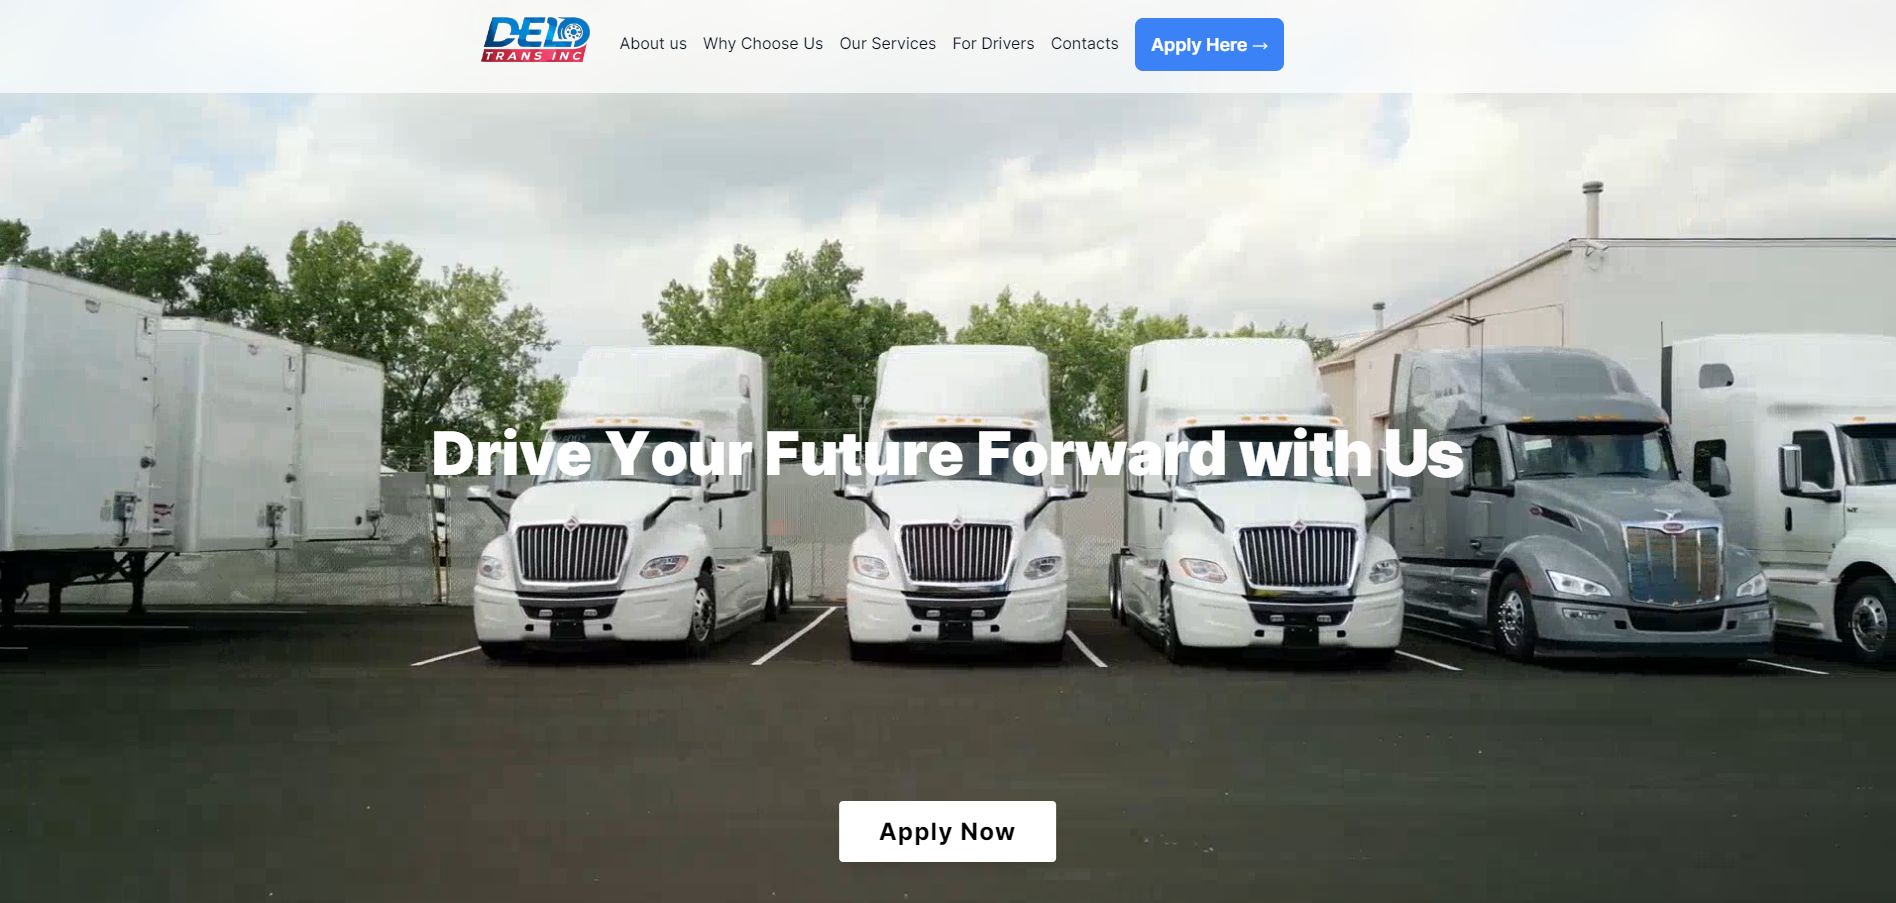 DELO
TRANS INC
About us
Why Choose Us
Our Services
For Drivers
Contacts
Apply Here →
Drive Your Future Forward with Us
Apply Now